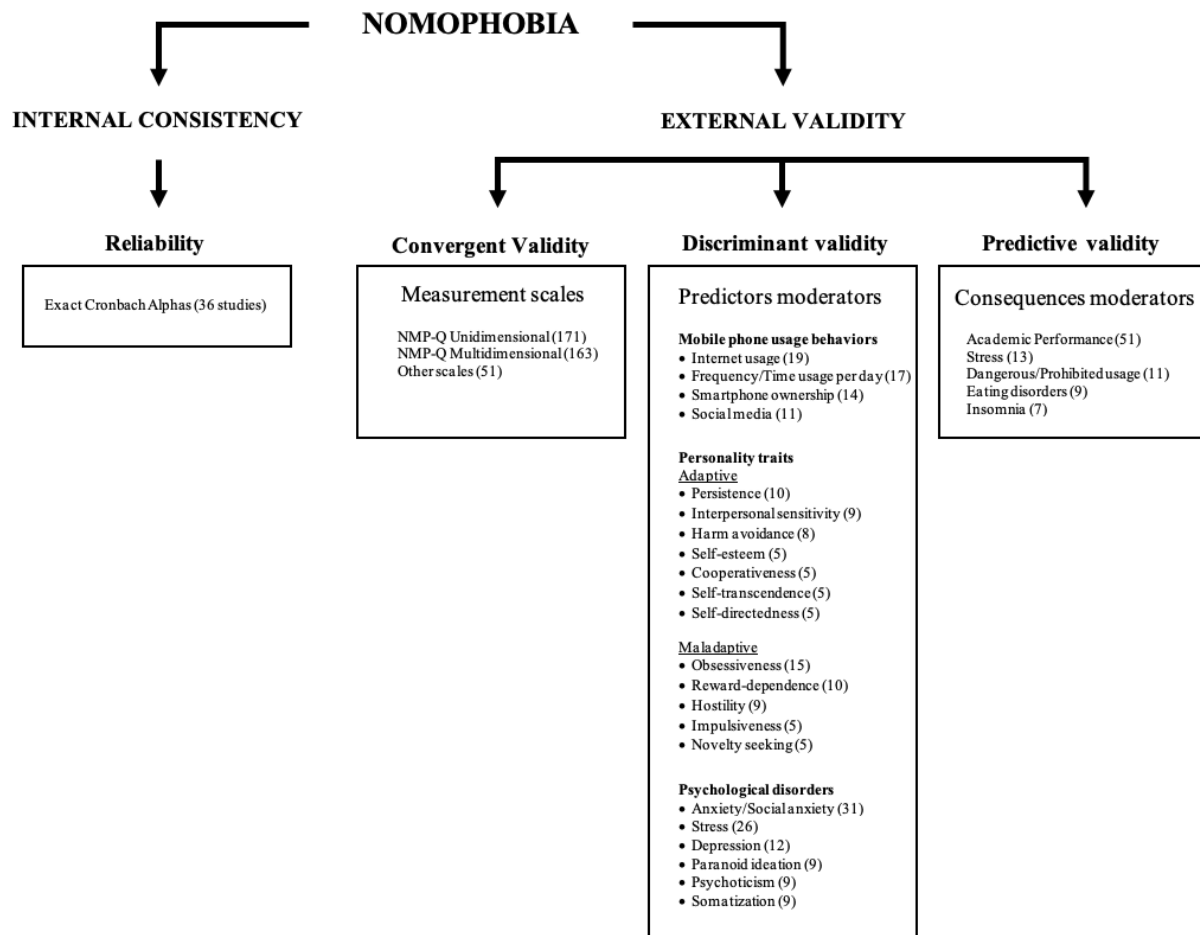 NOMOPHOBIA
INTERNAL CONSISTENCY
EXTERNAL VALIDITY
Reliability
Exact Cronbach Alphas (36 studies)
Convergent Validity
Measurement scales
NMP-Q Unidimensional (171)
NMP-Q Multidimensional (163)
Other scales (51)
Discriminant validity
Predictors moderators
Mobile phone usage behaviors
• Internet usage (19)
• Frequency/Time usage per day (17)
• Smartphone ownership (14)
• Social media (11)
Personality traits
Adaptive
• Persistence (10)
• Interpersonal sensitivity (9)
• Harm avoidance (8)
• Self-esteem (5)
• Cooperativeness (5)
• Self-transcendence (5)
• Self-directedness (5)
Maladaptive
• Obsessiveness (15)
• Reward-dependence (10)
• Hostility (9)
• Impulsiveness (5)
• Novelty seeking (5)
Psychological disorders
• Anxiety/Social anxiety (31)
• Stress (26)
• Depression (12)
• Paranoid ideation (9)
• Psychoticism (9)
• Somatization (9)
Predictive validity
Consequences moderators
Academic Performance (51)
Stress (13)
Dangerous/Prohibited usage (11)
Eating disorders (9)
Insomnia (7)